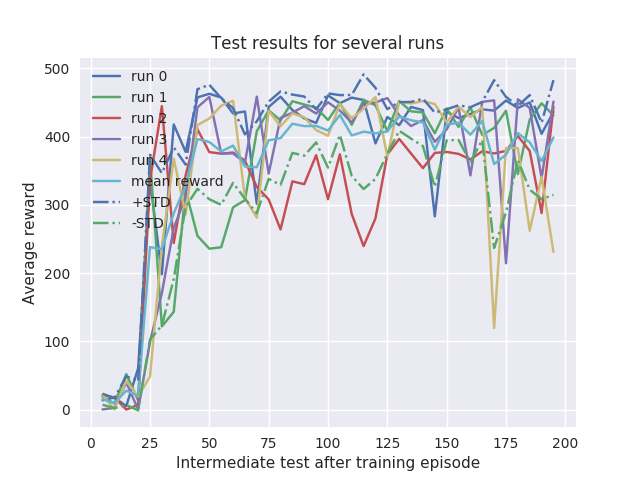 Test results for several runs
500
400
300
200
100
0
Average reward
run 0
run 1
run 2
run 3
run 4
mean reward
+STD
-STD
0 25 50 75 100 125 150 175 200
Intermediate test after training episode